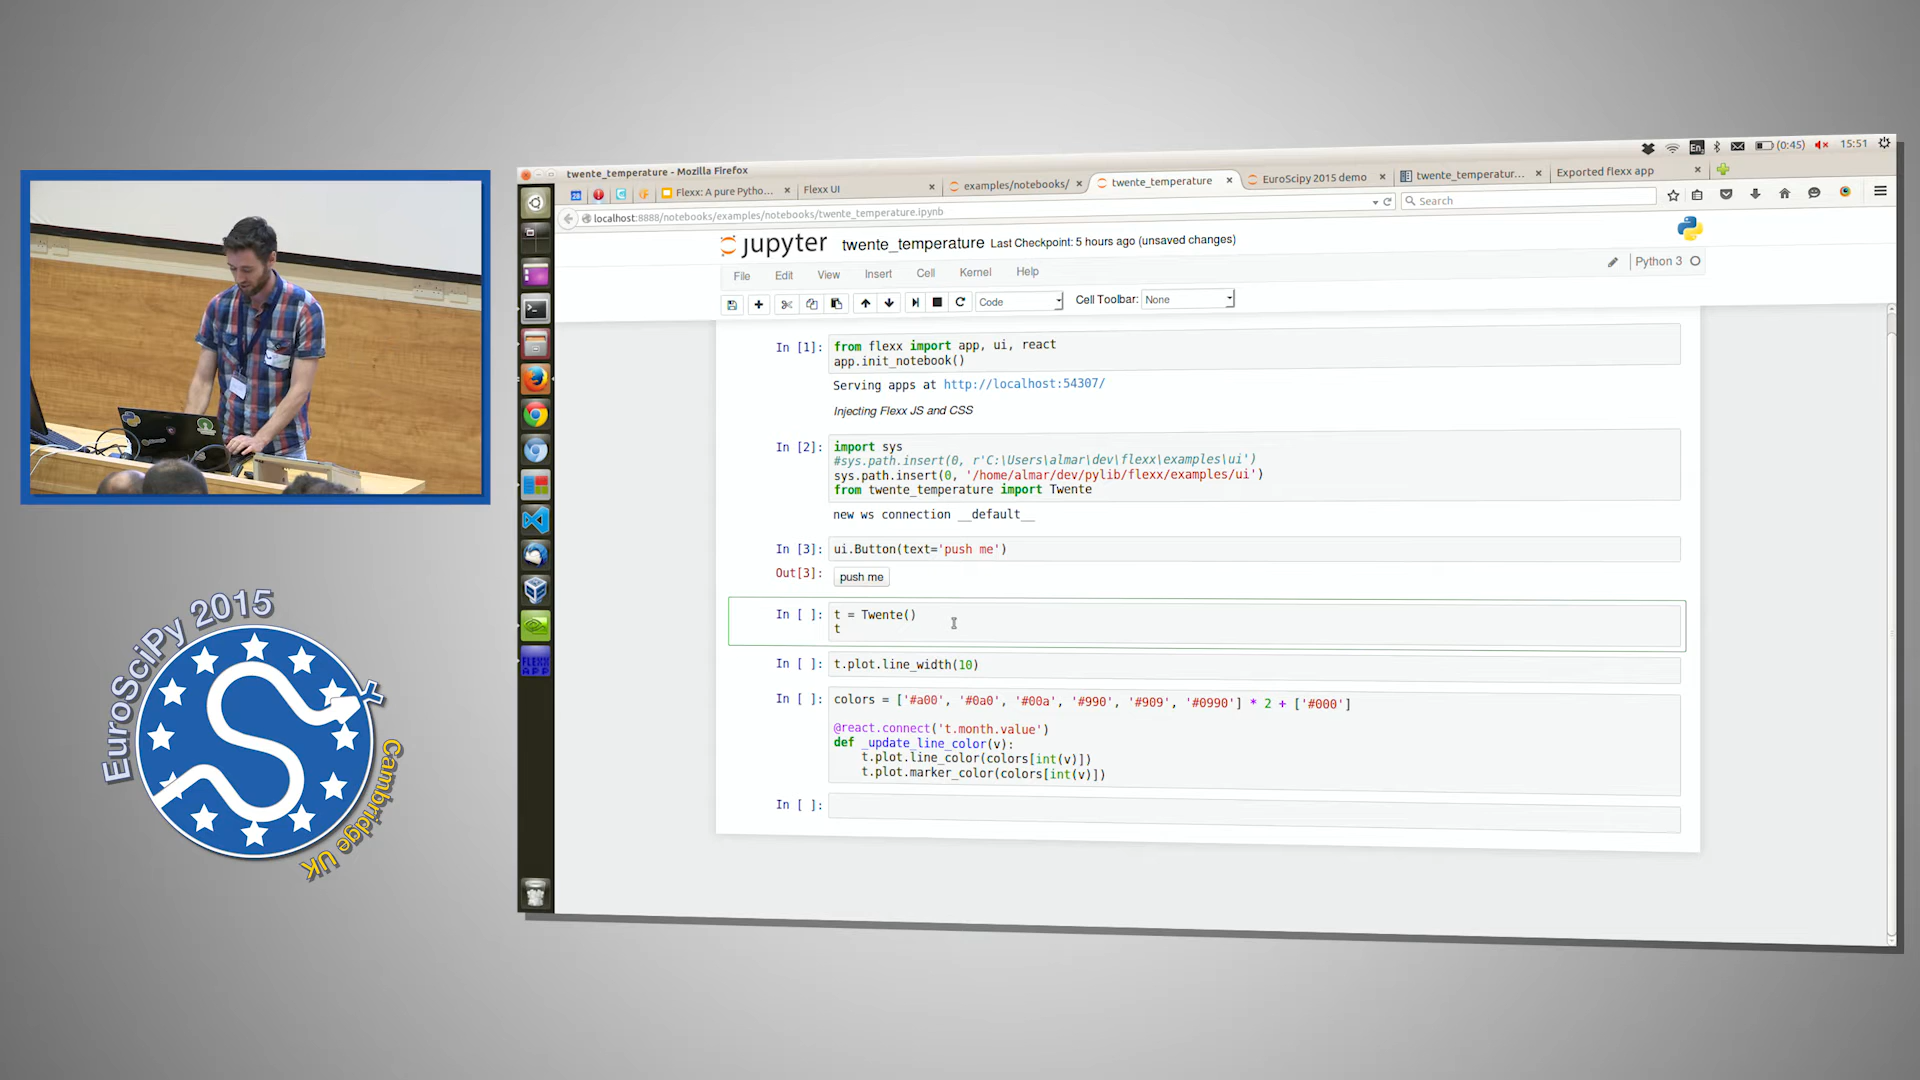 EuroSciPy 2015
Cambridge UK
En
(0:45)
15:51
twente_temperature - Mozilla Firefox
Flexx: A pure Pytho...
Flexx UI
examples/notebooks/
twente_temperature
EuroScipy 2015 demo
twente_temperatur...
Exported flexx app
localhost:8888/notebooks/examples/notebooks/twente_temperature.ipynb
Search
jupyter twente_temperature Last Checkpoint: 5 hours ago (unsaved changes)
File Edit View Insert Cell Kernel Help
Python 3
Code
Cell Toolbar: None
In [1]: from flexx import app, ui, react
app.init_notebook()
Serving apps at http://localhost:54307/
Injecting Flexx JS and CSS
In [2]: import sys
#sys.path.insert(0, r'C:\Users\almar\dev\flexx\examples\ui')
sys.path.insert(0, '/home/almar/dev/pylib/flexx/examples/ui')
from twente_temperature import Twente
new ws connection __default__
In [3]: ui.Button(text='push me')
Out[3]: push me
In [ ]: t = Twente()
t
In [ ]: t.plot.line_width(10)
In [ ]: colors = ['#a00', '#0a0', '#00a', '#990', '#909', '#0990'] * 2 + ['#000']
@react.connect('t.month.value')
def _update_line_color(v):
t.plot.line_color(colors[int(v)])
t.plot.marker_color(colors[int(v)])
In [ ]:
FLEXX
APP